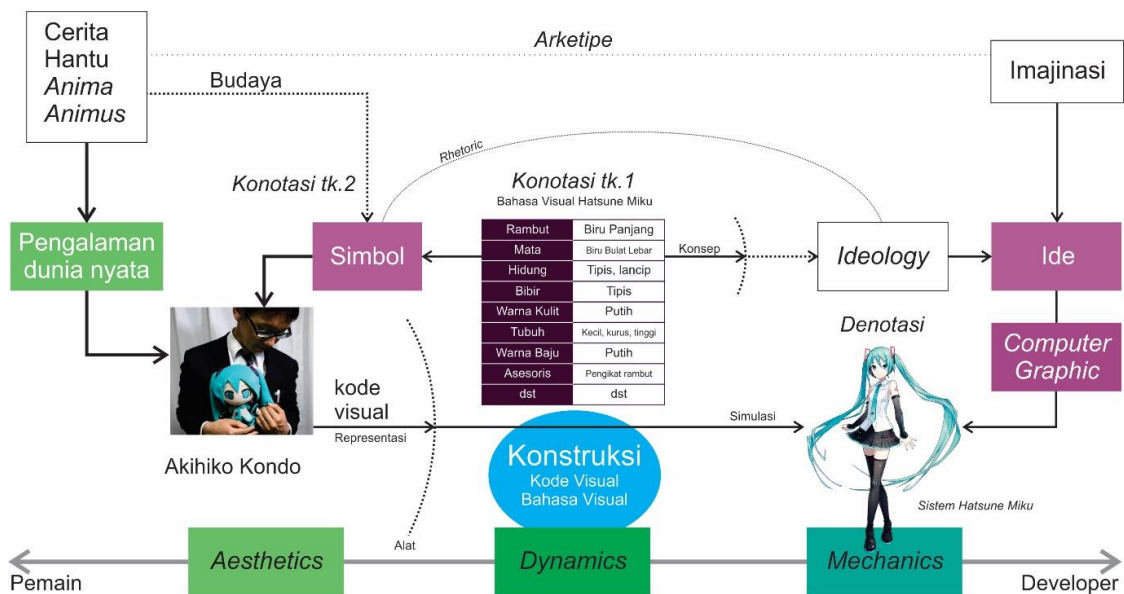 Cerita
Hantu
Anima
Animus
Arketipe
Imajinasi
Budaya
Rhetoric
Konotasi tk.2
Konotasi tk.1
Bahasa Visual Hatsune Miku
Pengalaman
dunia nyata
Simbol
Rambut Biru Panjang
Mata Biru Bulat Lebar
Hidung Tipis, lancip
Bibir Tipis
Warna Kulit Putih
Tubuh Kecil, kurus, tinggi
Warna Baju Putih
Asesoris Pengikat rambut
dst dst
Konsep
Ideology
Ide
Denotasi
Computer
Graphic
kode
visual
Representasi
Simulasi
Akihiko Kondo
Konstruksi
Kode Visual
Bahasa Visual
Sistem Hatsune Miku
Alat
Aesthetics
Dynamics
Mechanics
Pemain
Developer